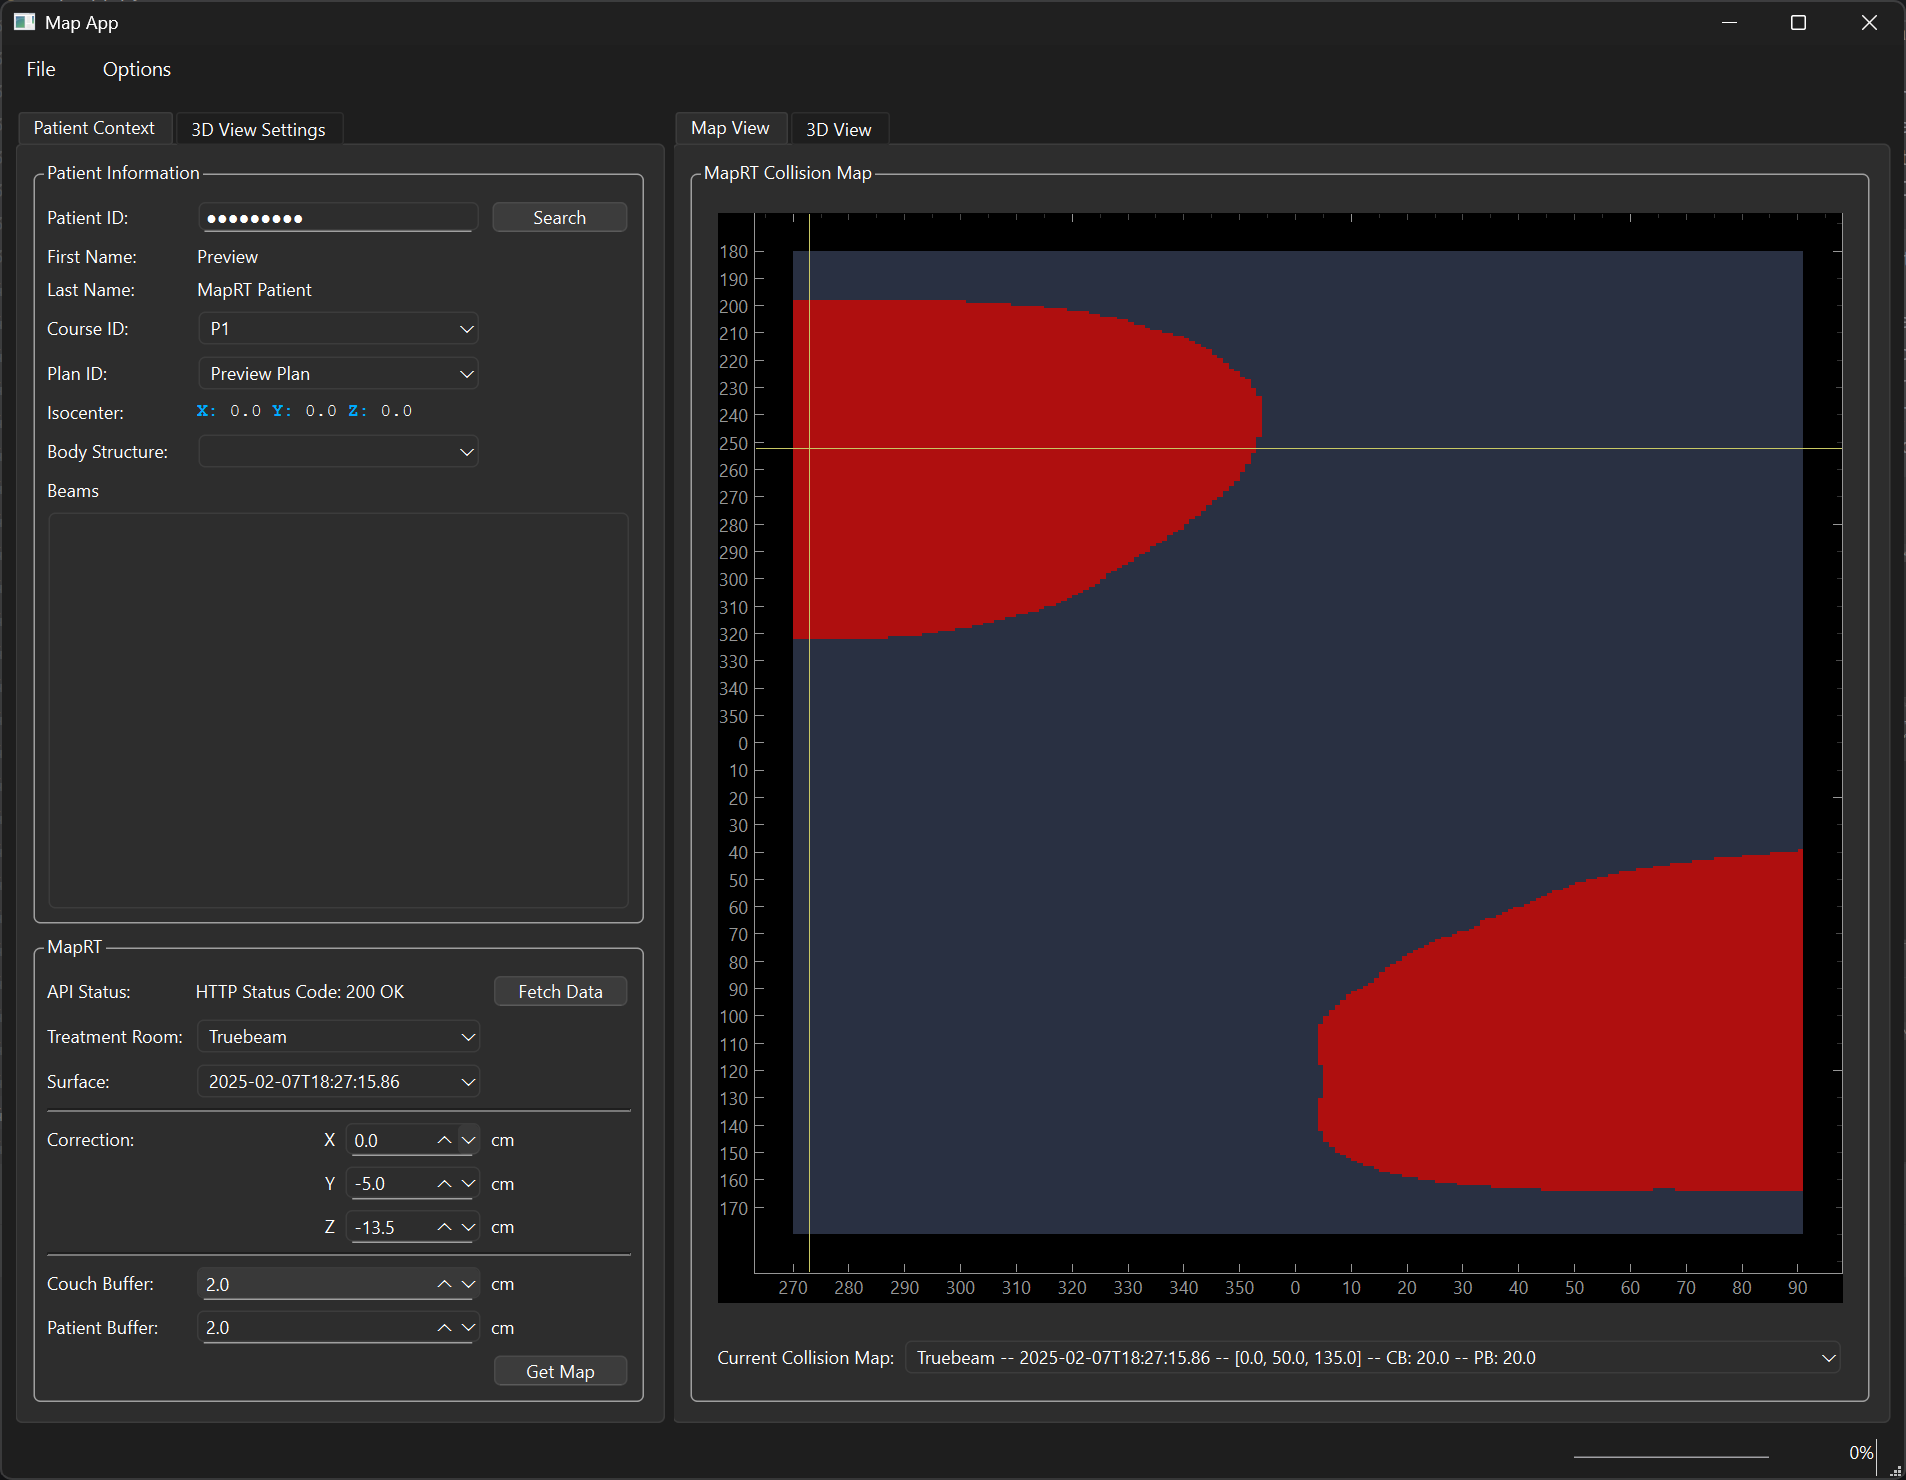 Map App
File Options
Patient Context 3D View Settings
Patient Information
Patient ID: ●●●●●●●●● Search
First Name: Preview
Last Name: MapRT Patient
Course ID: P1
Plan ID: Preview Plan
Isocenter: X: 0.0 Y: 0.0 Z: 0.0
Body Structure:
Beams
MapRT
API Status: HTTP Status Code: 200 OK Fetch Data
Treatment Room: Truebeam
Surface: 2025-02-07T18:27:15.86
Correction: X 0.0 cm
Y -5.0 cm
Z -13.5 cm
Couch Buffer: 2.0 cm
Patient Buffer: 2.0 cm
Get Map
Map View 3D View
MapRT Collision Map
180
190
200
210
220
230
240
250
260
270
280
290
300
310
320
330
340
350
0
10
20
30
40
50
60
70
80
90
100
110
120
130
140
150
160
170
270 280 290 300 310 320 330 340 350 0 10 20 30 40 50 60 70 80 90
Current Collision Map: Truebeam -- 2025-02-07T18:27:15.86 -- [0.0, 50.0, 135.0] -- CB: 20.0 -- PB: 20.0
0%